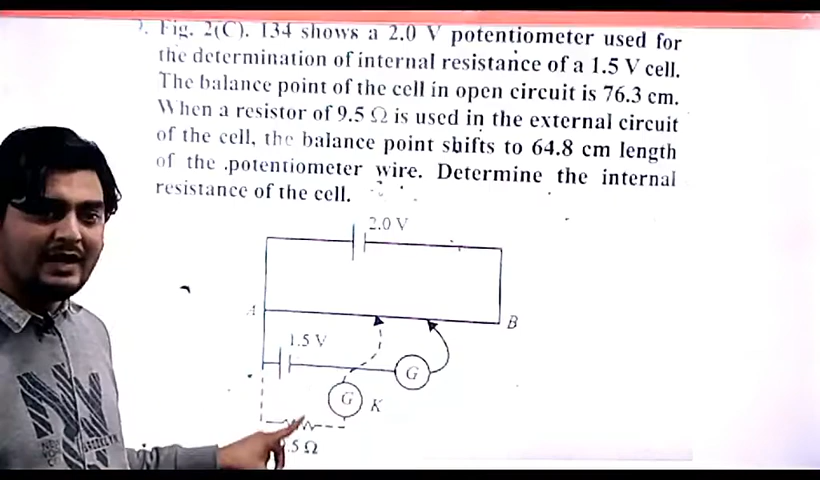 Fig. 2(C). 134 shows a 2.0 V potentiometer used for
the determination of internal resistance of a 1.5 V cell.
The balance point of the cell in open circuit is 76.3 cm.
When a resistor of 9.5 Ω is used in the external circuit
of the cell, the balance point shifts to 64.8 cm length
of the potentiometer wire. Determine the internal
resistance of the cell.
2.0 V
A
B
1.5 V
G
G
K
.5 Ω
NY
BROOKLYN